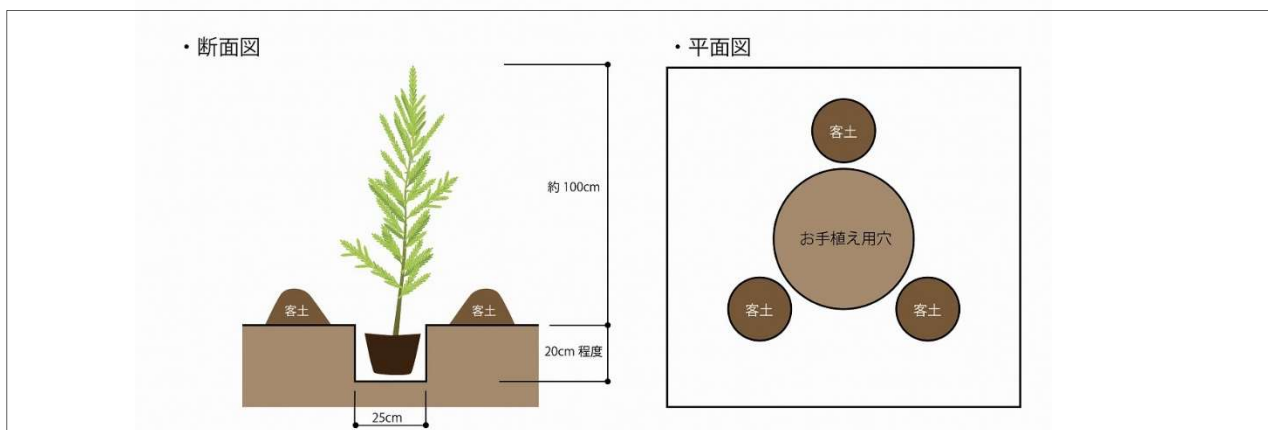 ・断面図
約 100cm
客土
客土
20cm 程度
25cm
・平面図
客土
お手植え用穴
客土
客土